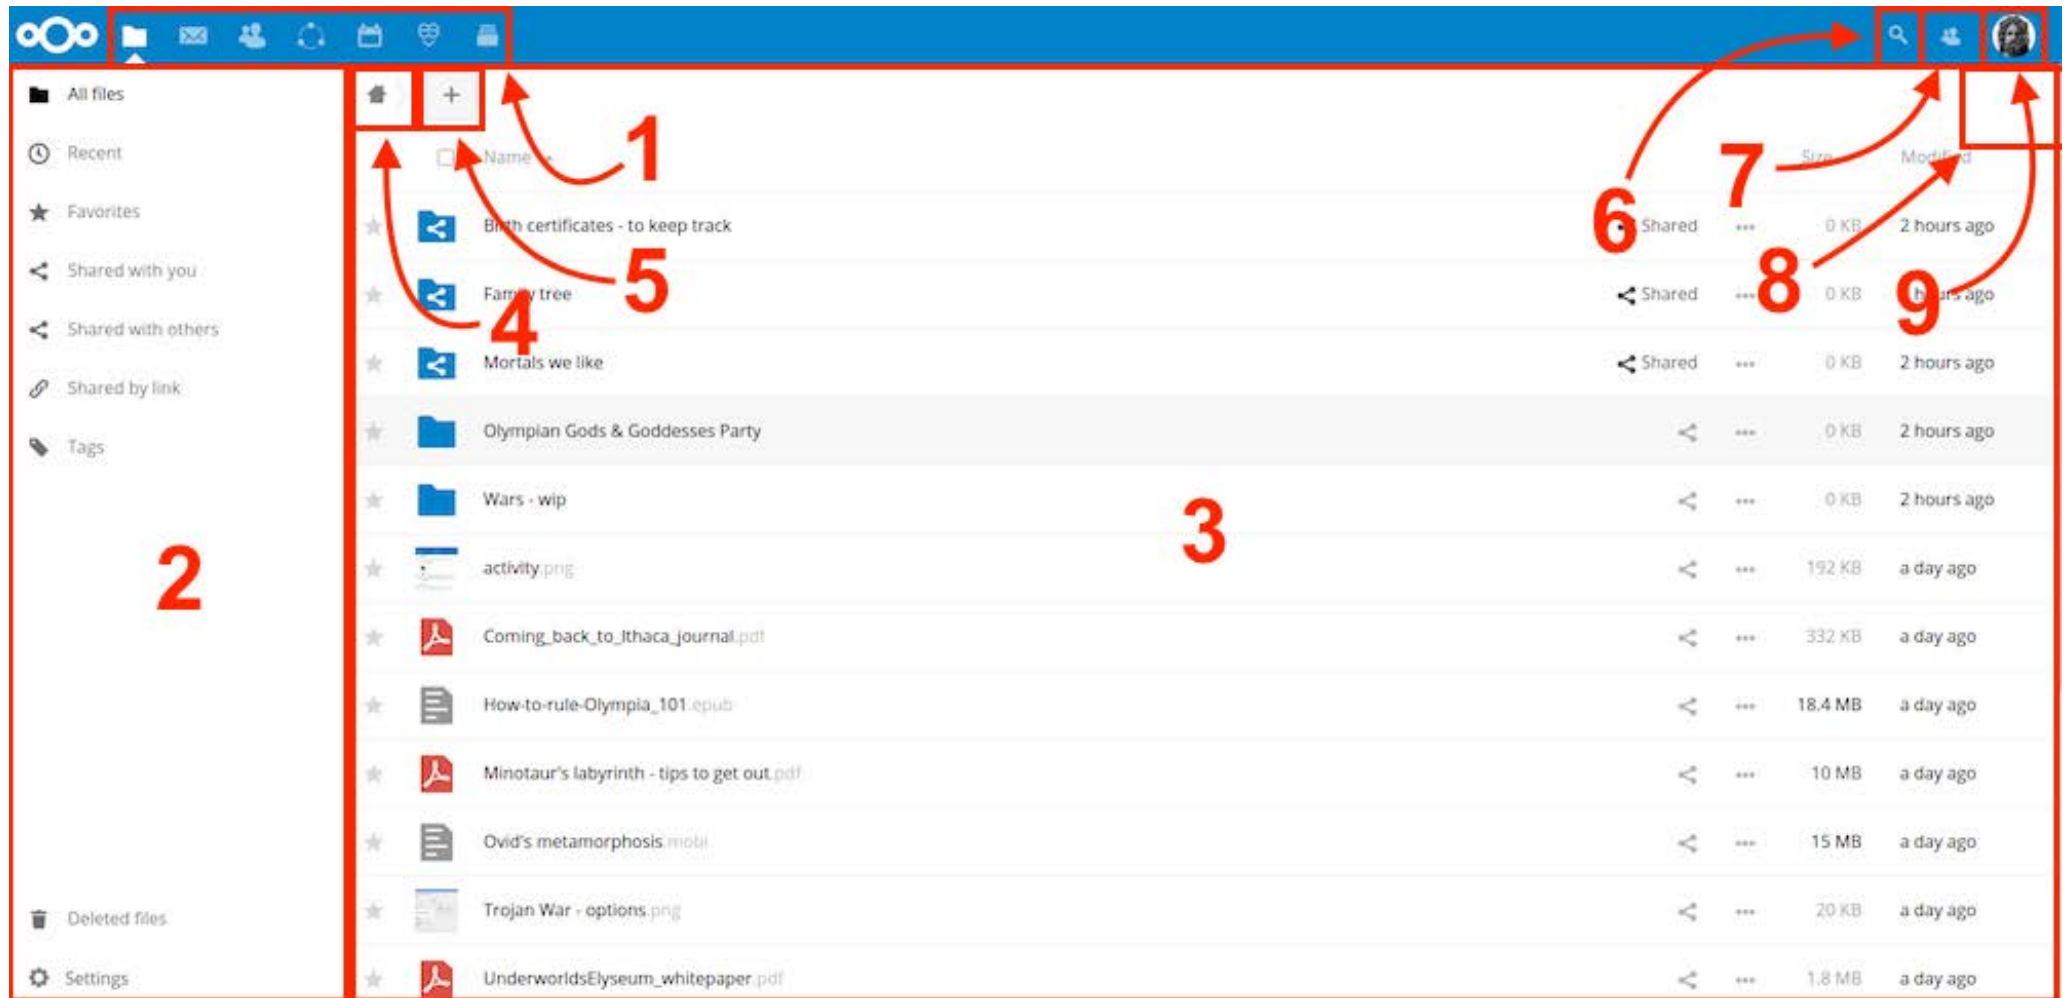 All files
Recent
Favorites
Shared with you
Shared with others
Shared by link
Tags
Deleted files
Settings
1
2
3
4
5
6
7
8
9
Name Size Modified
Birth certificates - to keep track Shared 0 KB 2 hours ago
Family tree Shared 0 KB hours ago
Mortals we like Shared 0 KB 2 hours ago
Olympian Gods & Goddesses Party 0 KB 2 hours ago
Wars - wip 0 KB 2 hours ago
activity.png 192 KB a day ago
Coming_back_to_Ithaca_journal.pdf 332 KB a day ago
How-to-rule-Olympia_101.epub 18.4 MB a day ago
Minotaur's labyrinth - tips to get out.pdf 10 MB a day ago
Ovid's metamorphosis.mobi 15 MB a day ago
Trojan War - options.png 20 KB a day ago
UnderworldsElyseum_whitepaper.pdf 1.8 MB a day ago